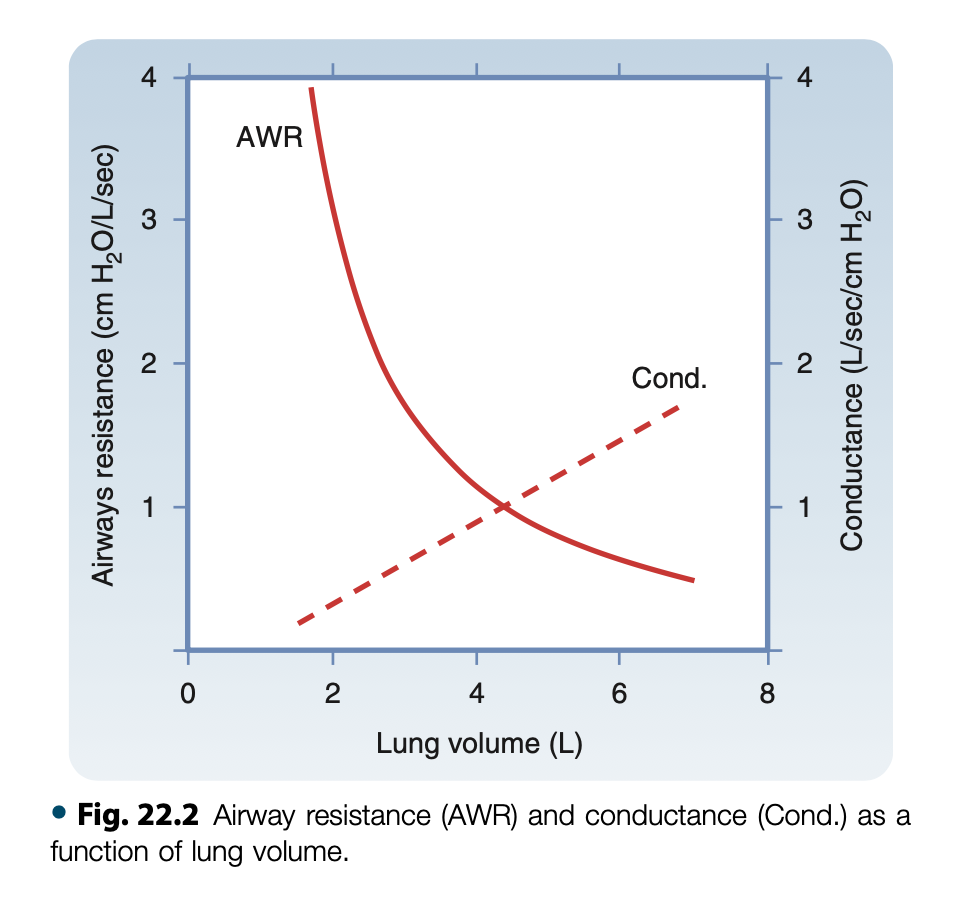 4
3
2
1
Airways resistance (cm H₂O/L/sec)
AWR
Cond.
4
3
2
1
Conductance (L/sec/cm H₂O)
0 2 4 6 8
Lung volume (L)
• Fig. 22.2 Airway resistance (AWR) and conductance (Cond.) as a
function of lung volume.